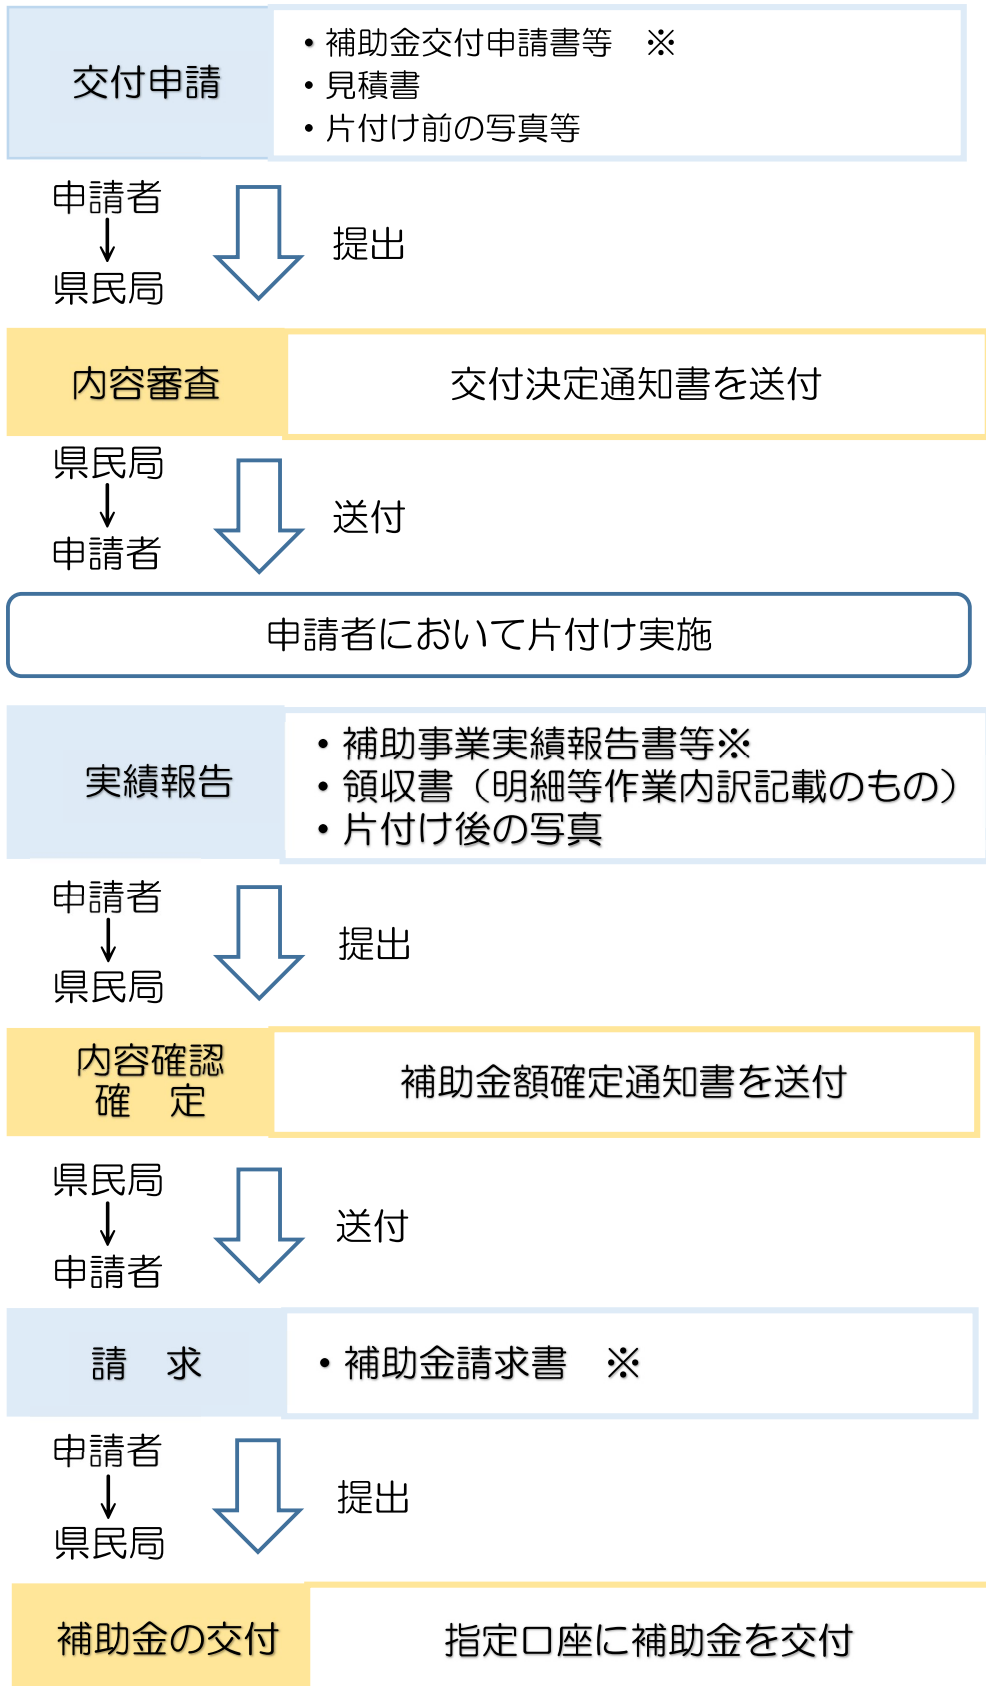 交付申請
・補助金交付申請書等　※
・見積書
・片付け前の写真等
申請者
↓
県民局
提出
内容審査
交付決定通知書を送付
県民局
↓
申請者
送付
申請者において片付け実施
実績報告
・補助事業実績報告書等※
・領収書（明細等作業内訳記載のもの）
・片付け後の写真
申請者
↓
県民局
提出
内容確認
確　定
補助金額確定通知書を送付
県民局
↓
申請者
送付
請　求
・補助金請求書　※
申請者
↓
県民局
提出
補助金の交付
指定口座に補助金を交付